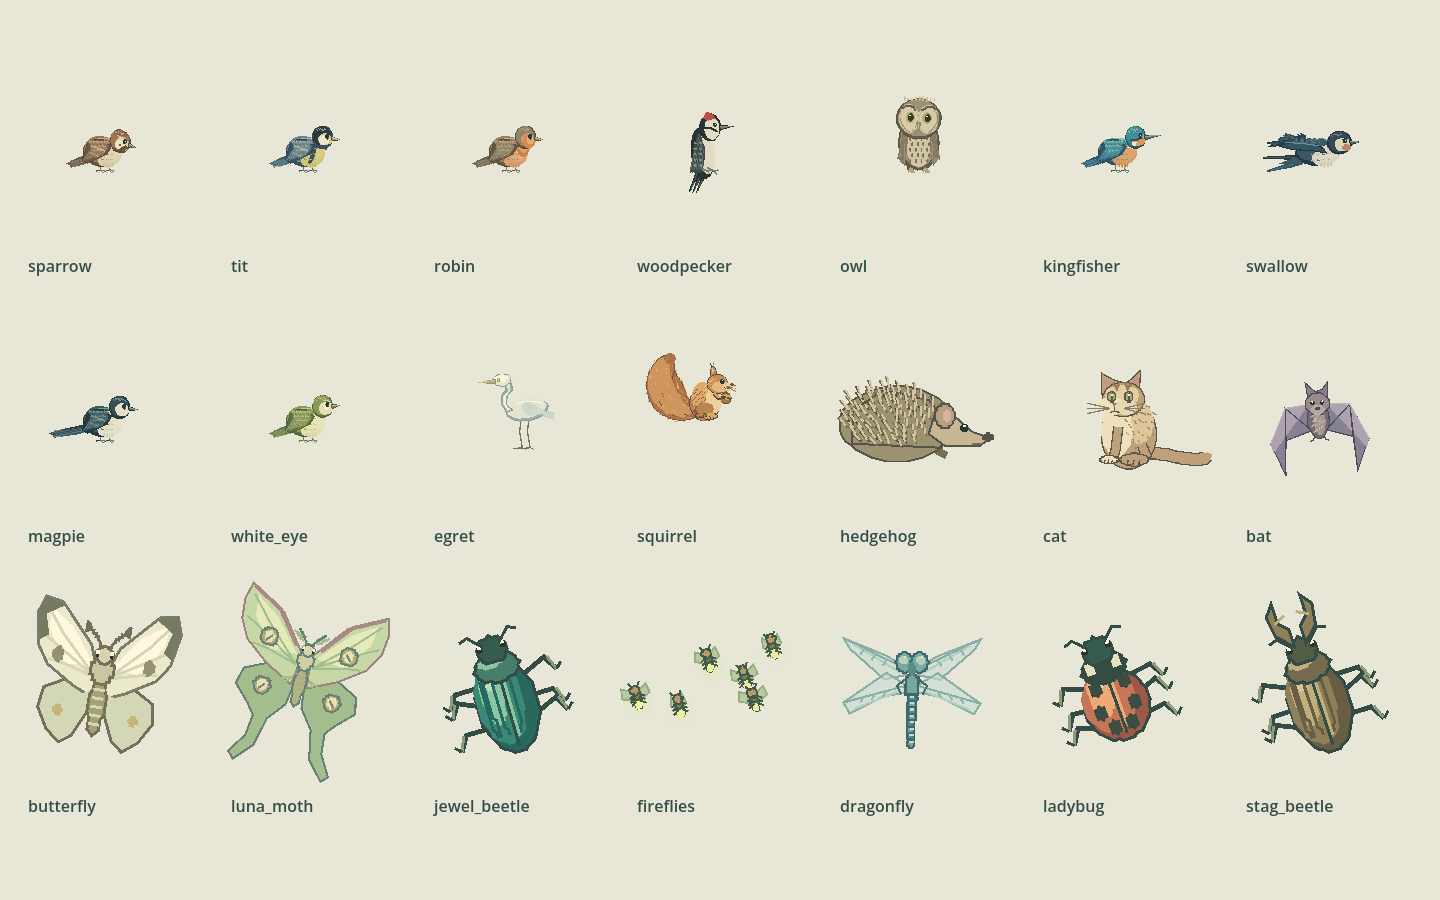 sparrow
tit
robin
woodpecker
owl
kingfisher
swallow
magpie
white_eye
egret
squirrel
hedgehog
cat
bat
butterfly
luna_moth
jewel_beetle
fireflies
dragonfly
ladybug
stag_beetle